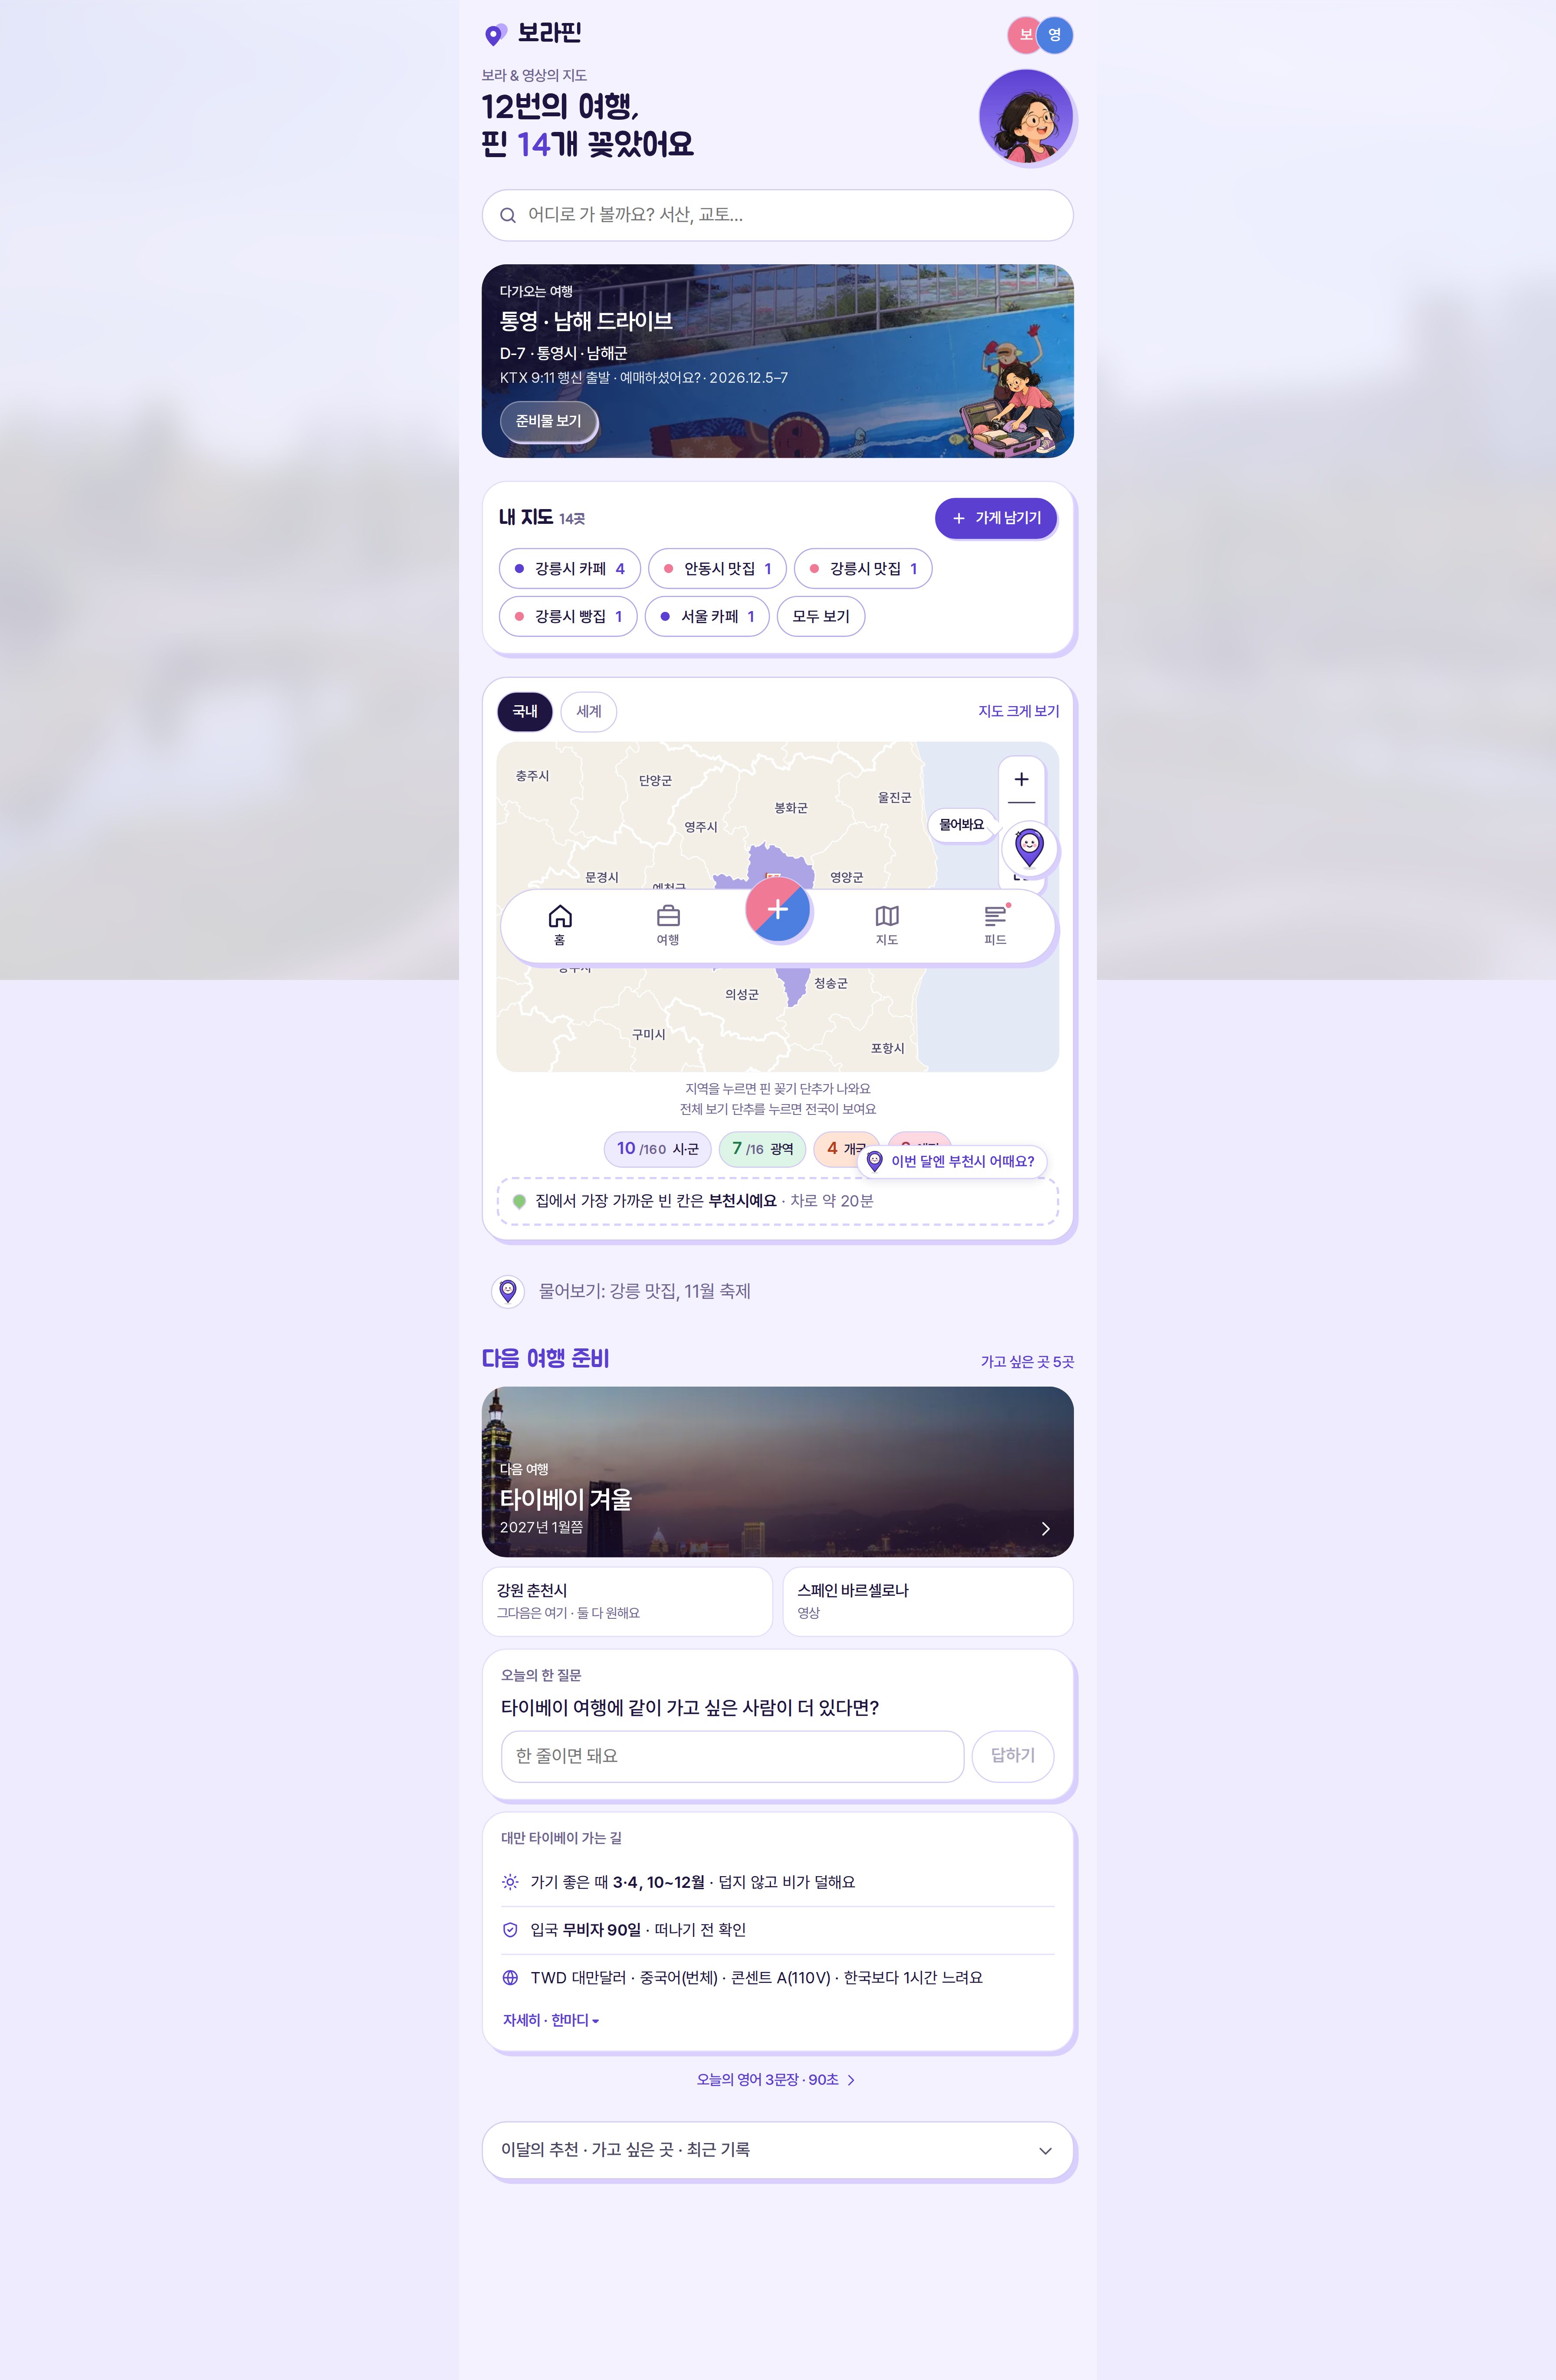 보라핀
보 영
보라 & 영상의 지도
12번의 여행,
핀 14개 꽂았어요
어디로 가 볼까요? 서산, 교토...
다가오는 여행
통영 · 남해 드라이브
D-7 · 통영시 · 남해군
KTX 9:11 행신 출발 · 예매하셨어요? · 2026.12.5–7
준비물 보기
내 지도 14곳
+ 가게 남기기
강릉시 카페 4
안동시 맛집 1
강릉시 맛집 1
강릉시 빵집 1
서울 카페 1
모두 보기
국내
세계
지도 크게 보기
충주시
단양군
울진군
봉화군
영주시
물어봐요
문경시
영양군
예천군
홈
여행
지도
피드
청송군
의성군
구미시
포항시
지역을 누르면 핀 꽂기 단추가 나와요
전체 보기 단추를 누르면 전국이 보여요
10 /160 시·군
7 /16 광역
4 개국
이번 달엔 부천시 어때요?
집에서 가장 가까운 빈 칸은 부천시예요 · 차로 약 20분
물어보기: 강릉 맛집, 11월 축제
다음 여행 준비
가고 싶은 곳 5곳
다음 여행
타이베이 겨울
2027년 1월쯤
강원 춘천시
그다음은 여기 · 둘 다 원해요
스페인 바르셀로나
영상
오늘의 한 질문
타이베이 여행에 같이 가고 싶은 사람이 더 있다면?
한 줄이면 돼요
답하기
대만 타이베이 가는 길
가기 좋은 때 3·4, 10~12월 · 덥지 않고 비가 덜해요
입국 무비자 90일 · 떠나기 전 확인
TWD 대만달러 · 중국어(번체) · 콘센트 A(110V) · 한국보다 1시간 느려요
자세히 · 한마디
오늘의 영어 3문장 · 90초
이달의 추천 · 가고 싶은 곳 · 최근 기록